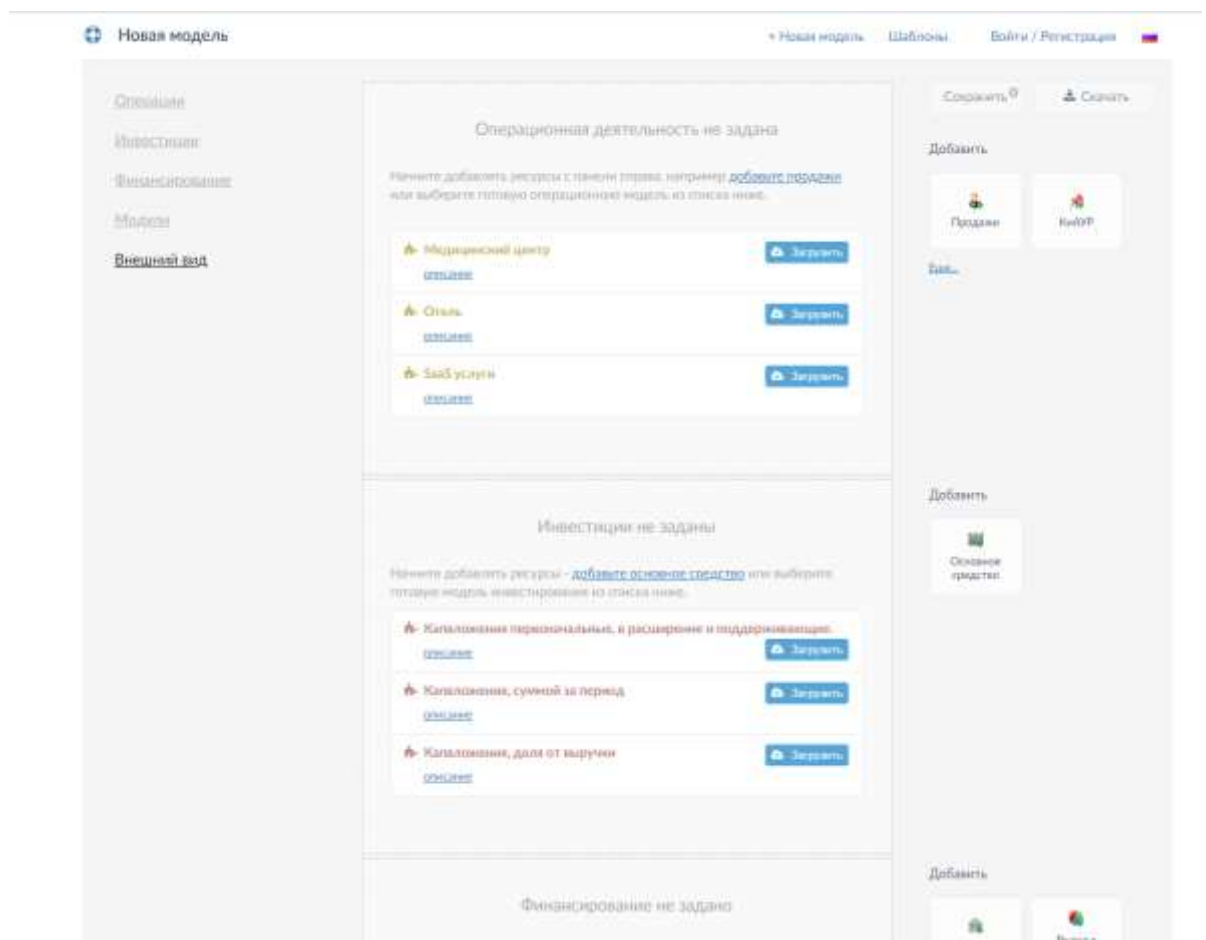 Новая модель
+ Новая модель Шаблоны Войти / Регистрация
Операции
Инвестиции
Финансирование
Модели
Внешний вид
Операционная деятельность не задана
Начните добавлять ресурсы с панели справа, например добавьте продажи
или выберите готовую операционную модель из списка ниже.
Медицинский центр
Загрузить
описание
Отель
Загрузить
описание
SaaS услуги
Загрузить
описание
Сохранить Скачать
Добавить
Продажи
КиАУР
Еще...
Инвестиции не заданы
Начните добавлять ресурсы - добавьте основное средство или выберите
готовую модель инвестирования из списка ниже.
Капвложения первоначальные, в расширение и поддерживающие.
Загрузить
описание
Капвложения, суммой за период
Загрузить
описание
Капвложения, доля от выручки
Загрузить
описание
Добавить
Основное
средство
Финансирование не задано
Добавить